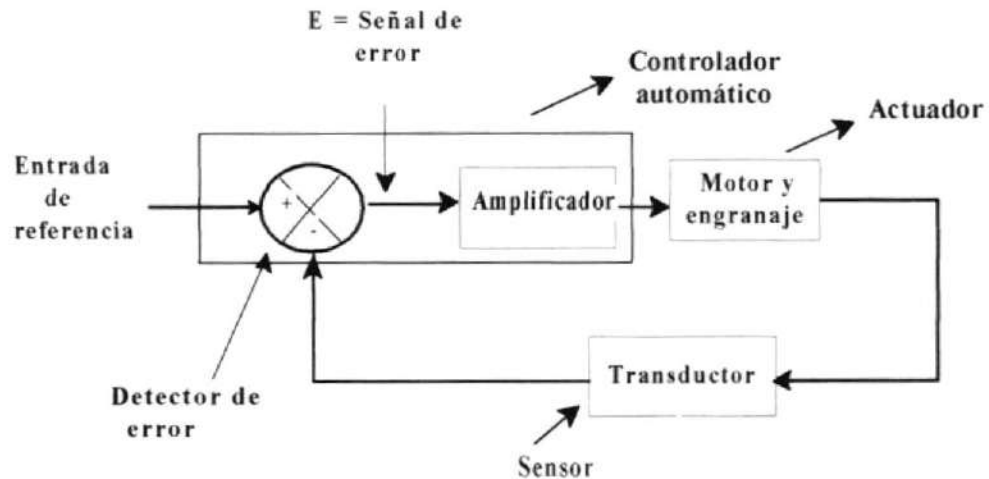 E = Señal de
error
Controlador
automático
Actuador
Entrada
de
referencia
+
-
Amplificador
Motor y
engranaje
Transductor
Detector de
error
Sensor